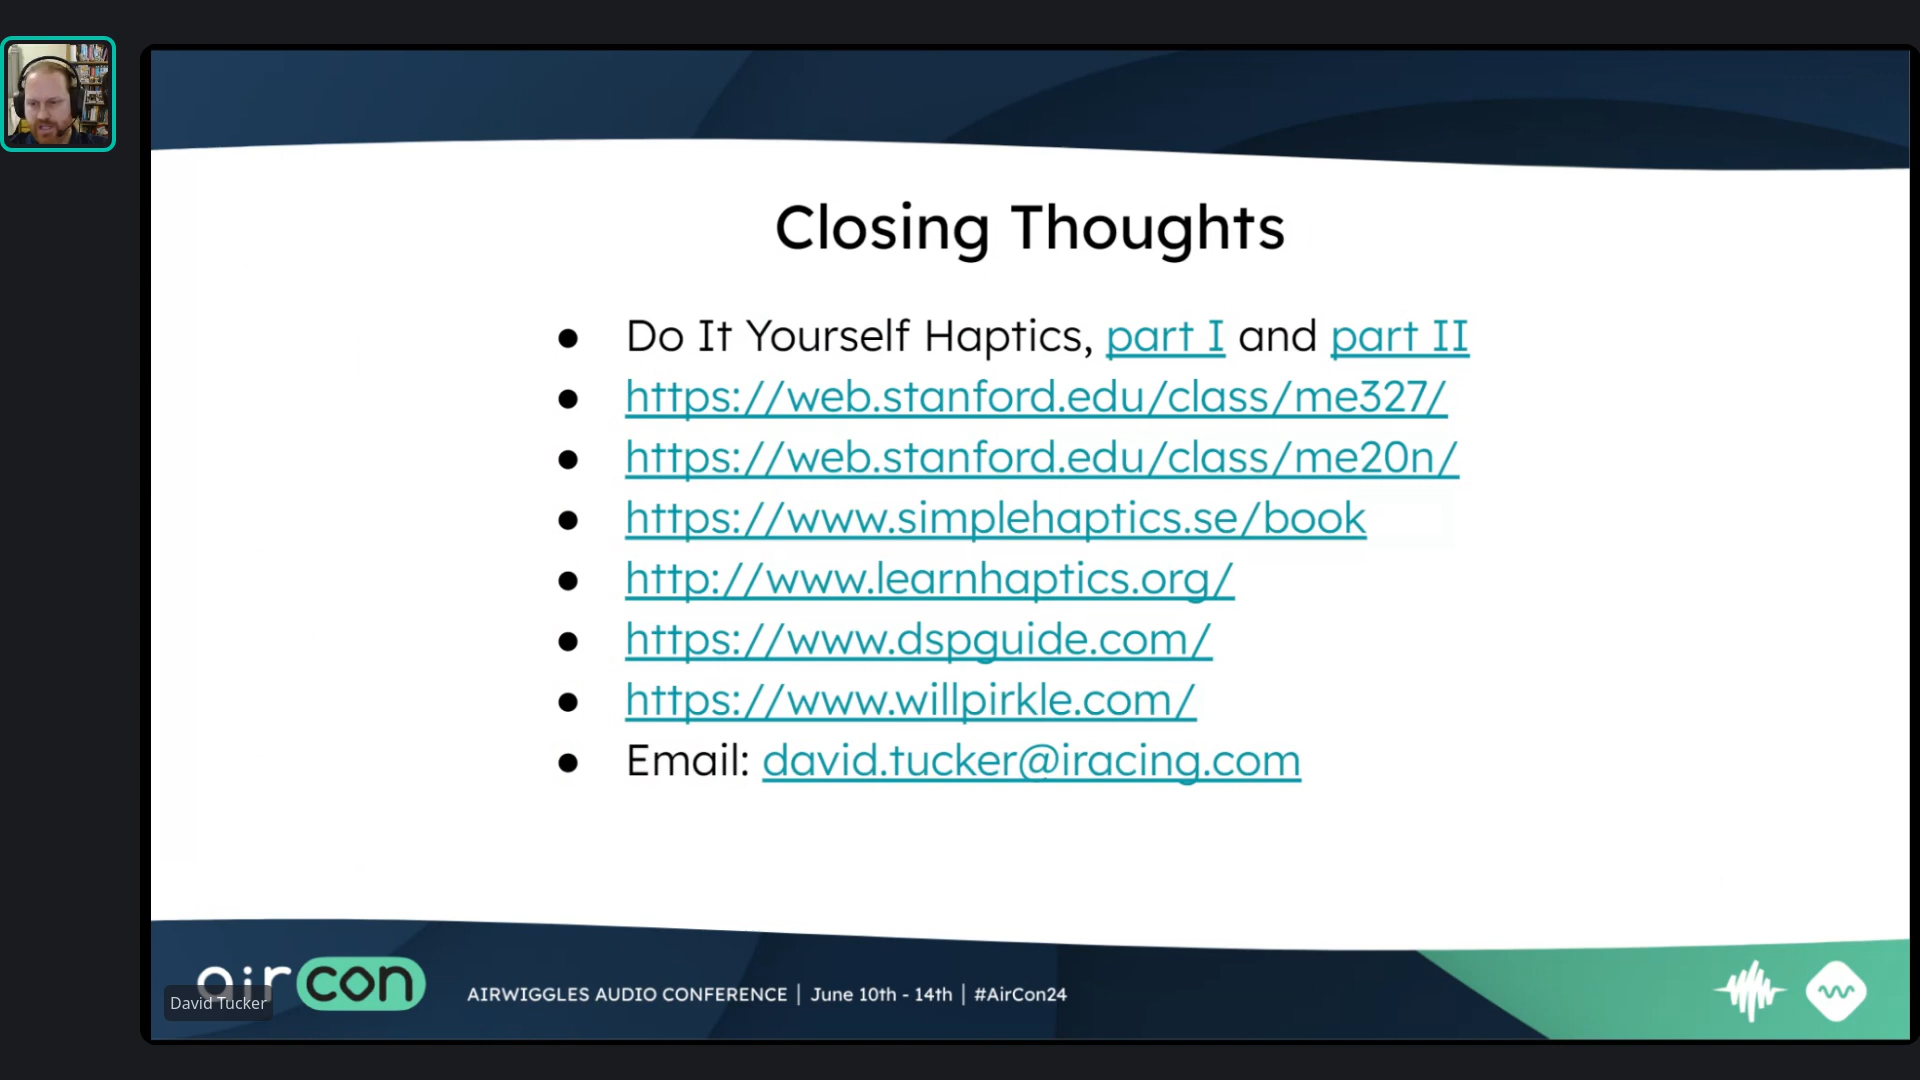 Closing Thoughts
● Do It Yourself Haptics, part I and part II
● https://web.stanford.edu/class/me327/
● https://web.stanford.edu/class/me20n/
● https://www.simplehaptics.se/book
● http://www.learnhaptics.org/
● https://www.dspguide.com/
● https://www.willpirkle.com/
● Email: david.tucker@iracing.com
air con
David Tucker
AIRWIGGLES AUDIO CONFERENCE | June 10th - 14th | #AirCon24